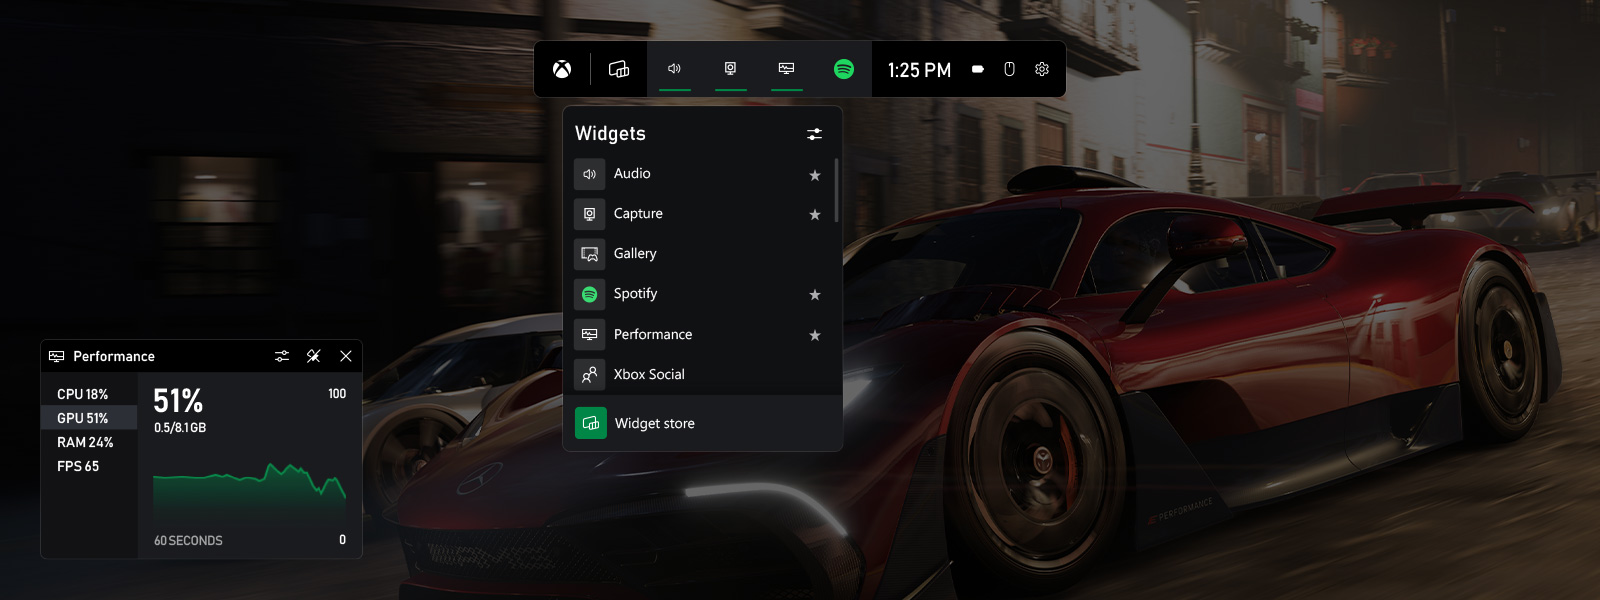 1:25 PM
Widgets
Audio
Capture
Gallery
Spotify
Performance
Xbox Social
Widget store
Performance
CPU 18%
GPU 51%
RAM 24%
FPS 65
51%
100
0.5/8.1 GB
60 SECONDS
0
E PERFORMANCE